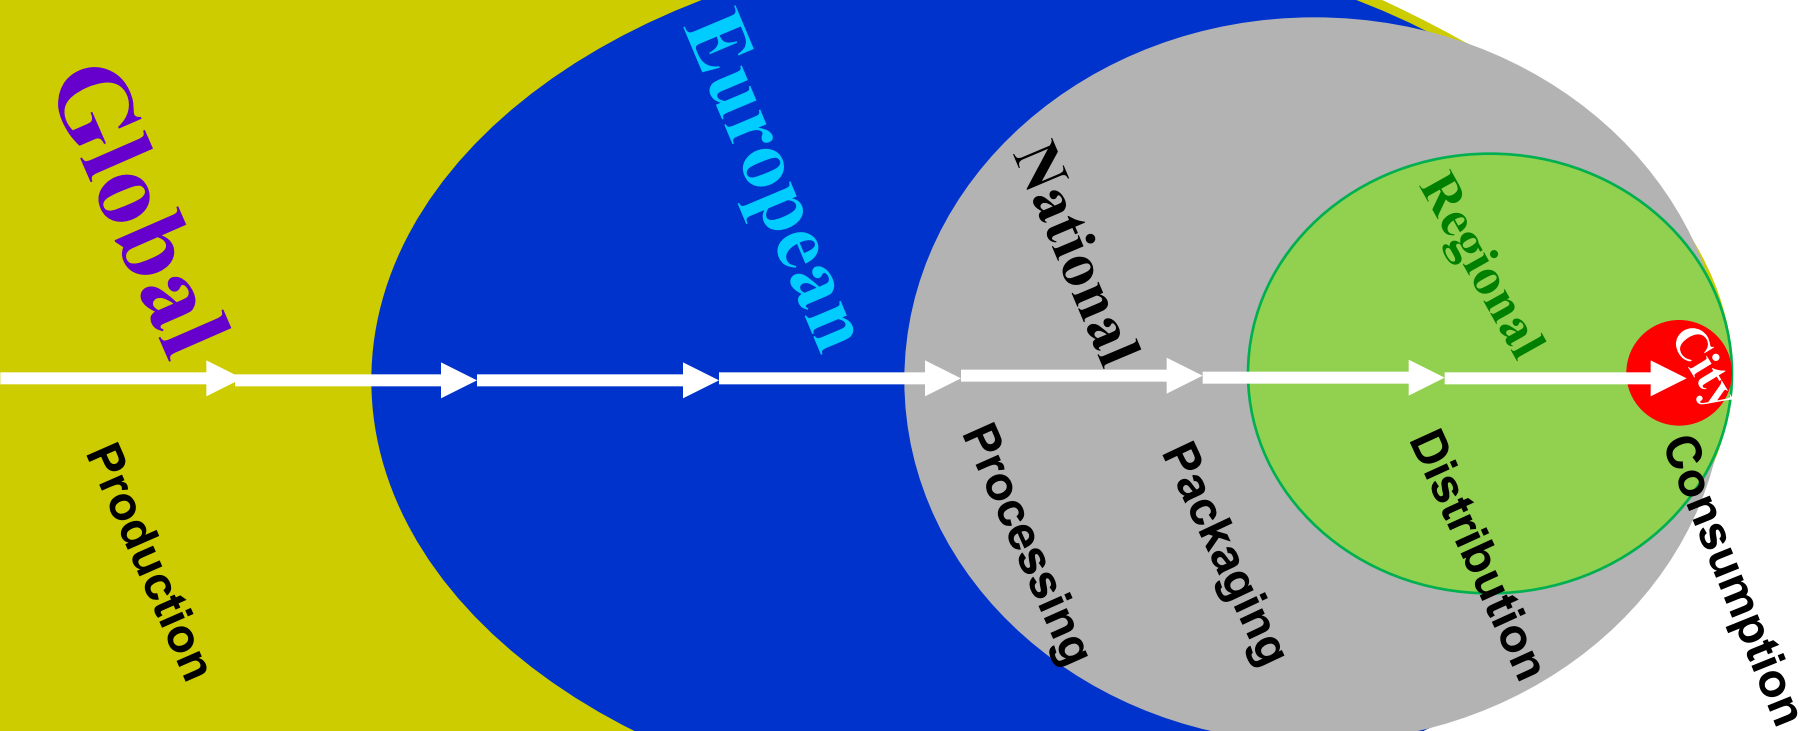 Global
European
National
Regional
City
Production
Processing
Packaging
Distribution
Consumption